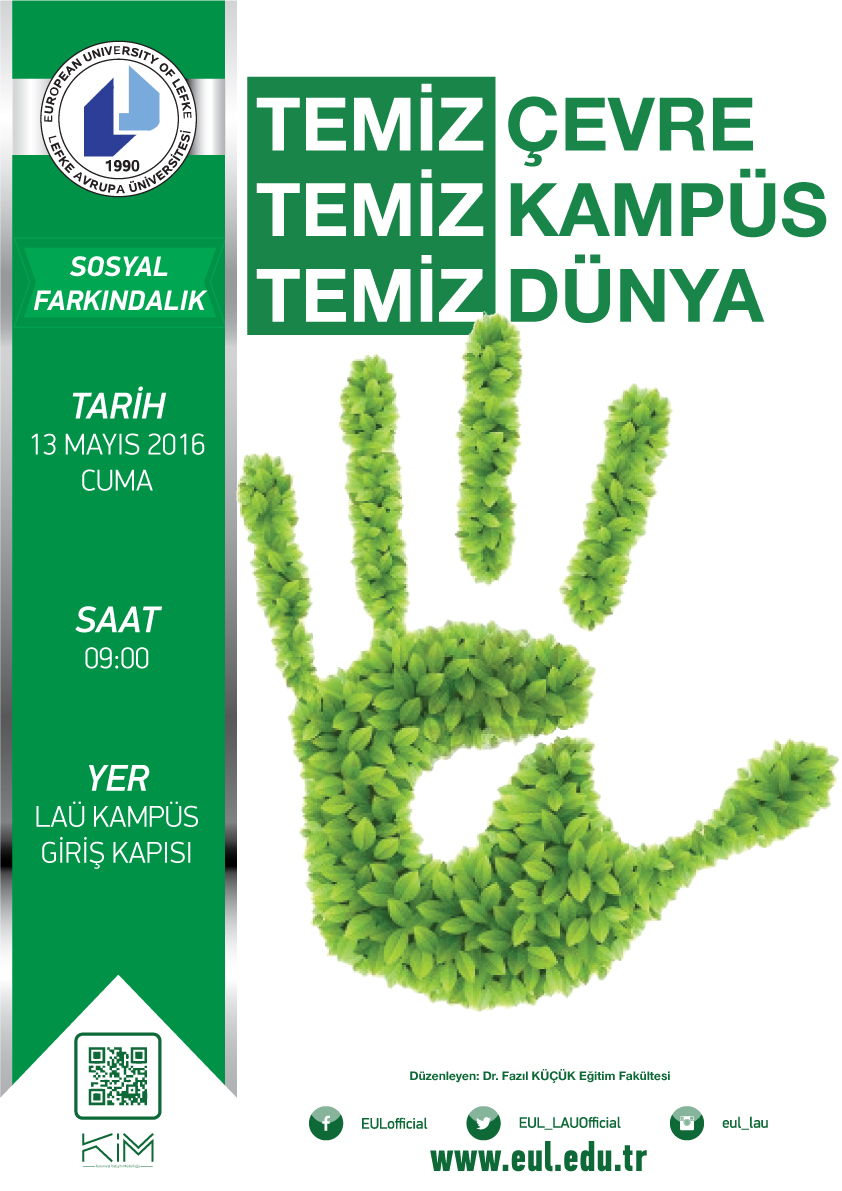 EUROPEAN UNIVERSITY OF LEFKE
1990
LEFKE AVRUPA ÜNİVERSİTESİ
SOSYAL
FARKINDALIK
TARİH
13 MAYIS 2016
CUMA
SAAT
09:00
YER
LAÜ KAMPÜS
GİRİŞ KAPISI
KİM
TEMİZ ÇEVRE
TEMİZ KAMPÜS
TEMİZ DÜNYA
Düzenleyen: Dr. Fazıl KÜÇÜK Eğitim Fakültesi
EULofficial
EUL_LAUOfficial
eul_lau
www.eul.edu.tr